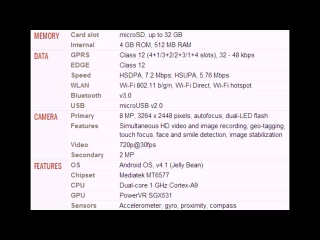 MEMORY Card slot microSD, up to 32 GB
Internal 4 GB ROM, 512 MB RAM
DATA GPRS Class 12 (4+1/3+2/2+3/1+4 slots), 32 - 48 kbps
EDGE Class 12
Speed HSDPA, 7.2 Mbps; HSUPA, 5.76 Mbps
WLAN Wi-Fi 802.11 b/g/n, Wi-Fi Direct, Wi-Fi hotspot
Bluetooth v3.0
USB microUSB v2.0
CAMERA Primary 8 MP, 3264 x 2448 pixels, autofocus, dual-LED flash
Features Simultaneous HD video and image recording, geo-tagging,
touch focus, face and smile detection, image stabilization
Video 720p@30fps
Secondary 2 MP
FEATURES OS Android OS, v4.1 (Jelly Bean)
Chipset Mediatek MT6577
CPU Dual-core 1 GHz Cortex-A9
GPU PowerVR SGX531
Sensors Accelerometer, gyro, proximity, compass